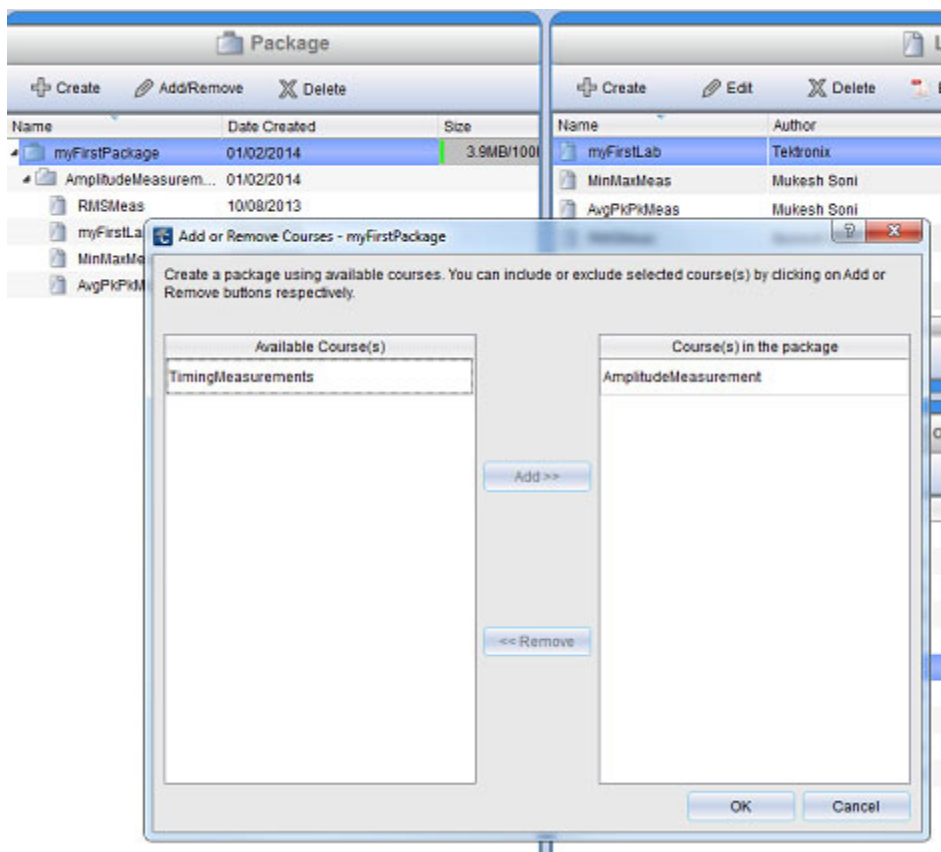 Package
Create Add/Remove Delete
Name Date Created Size
myFirstPackage 01/02/2014 3.9MB/100
AmplitudeMeasurem... 01/02/2014
RMSMeas 10/08/2013
myFirstLa
MinMaxMe
AvgPkPkM
Create Edit Delete
Name Author
myFirstLab Tektronix
MinMaxMeas Mukesh Soni
AvgPkPkMeas Mukesh Soni
Add or Remove Courses - myFirstPackage
Create a package using available courses. You can include or exclude selected course(s) by clicking on Add or
Remove buttons respectively.
Available Course(s)
TimingMeasurements
Add >>
<< Remove
Course(s) in the package
AmplitudeMeasurement
OK Cancel